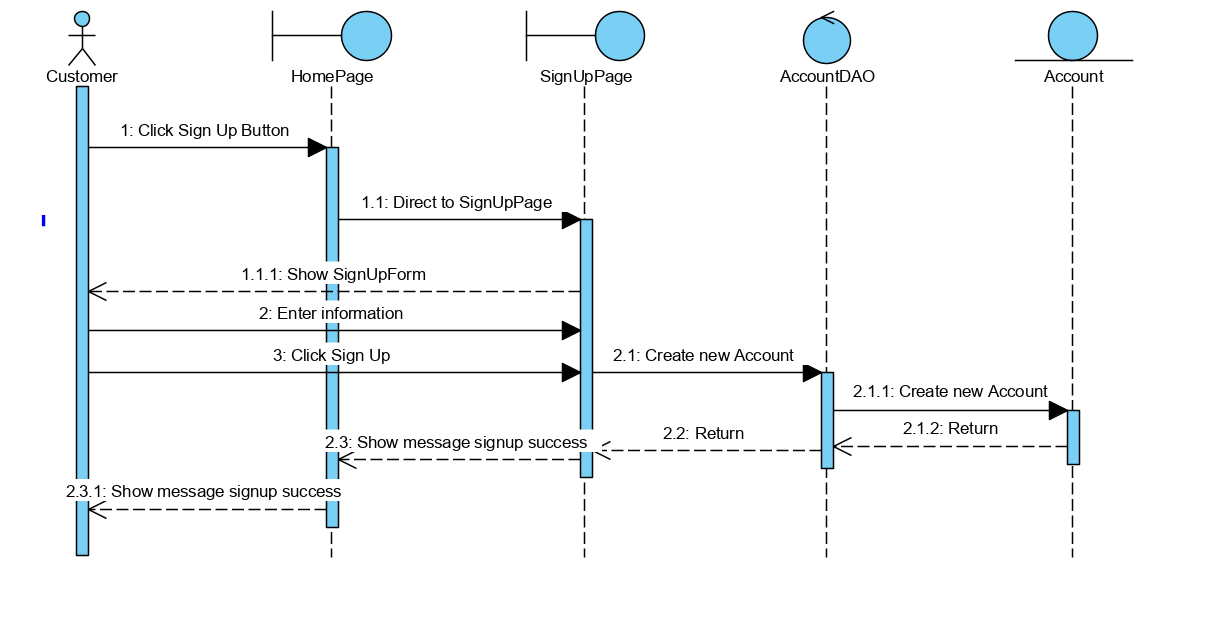 Customer
HomePage
SignUpPage
AccountDAO
Account
1: Click Sign Up Button
1.1: Direct to SignUpPage
1.1.1: Show SignUpForm
2: Enter information
3: Click Sign Up
2.1: Create new Account
2.1.1: Create new Account
2.1.2: Return
2.2: Return
2.3: Show message signup success
2.3.1: Show message signup success